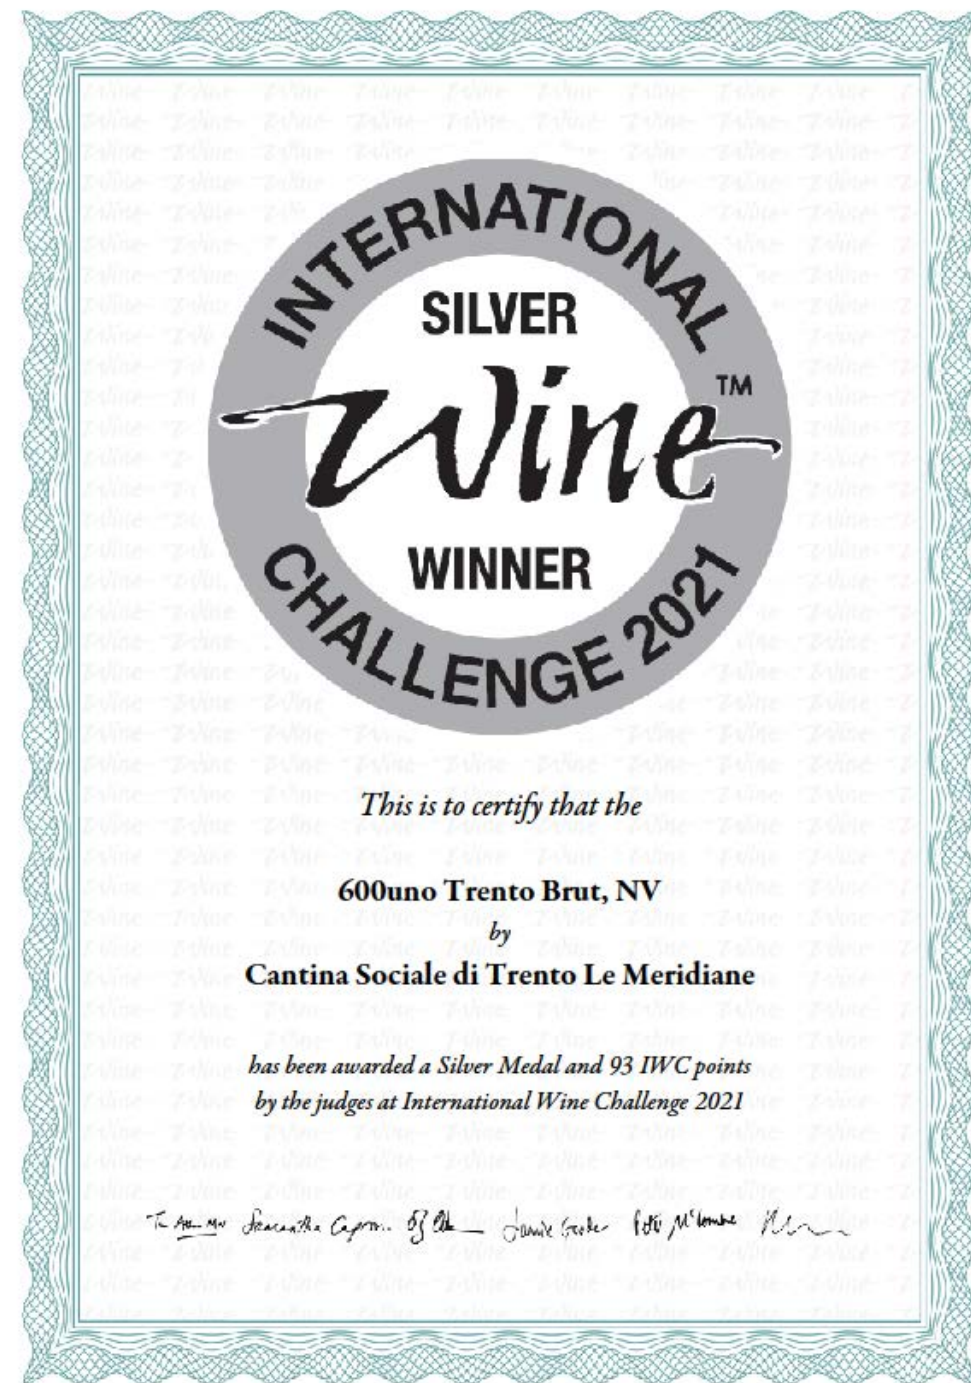 INTERNATIONAL
SILVER
Wine™
WINNER
CHALLENGE 2021
This is to certify that the
600uno Trento Brut, NV
by
Cantina Sociale di Trento Le Meridiane
has been awarded a Silver Medal and 93 IWC points
by the judges at International Wine Challenge 2021